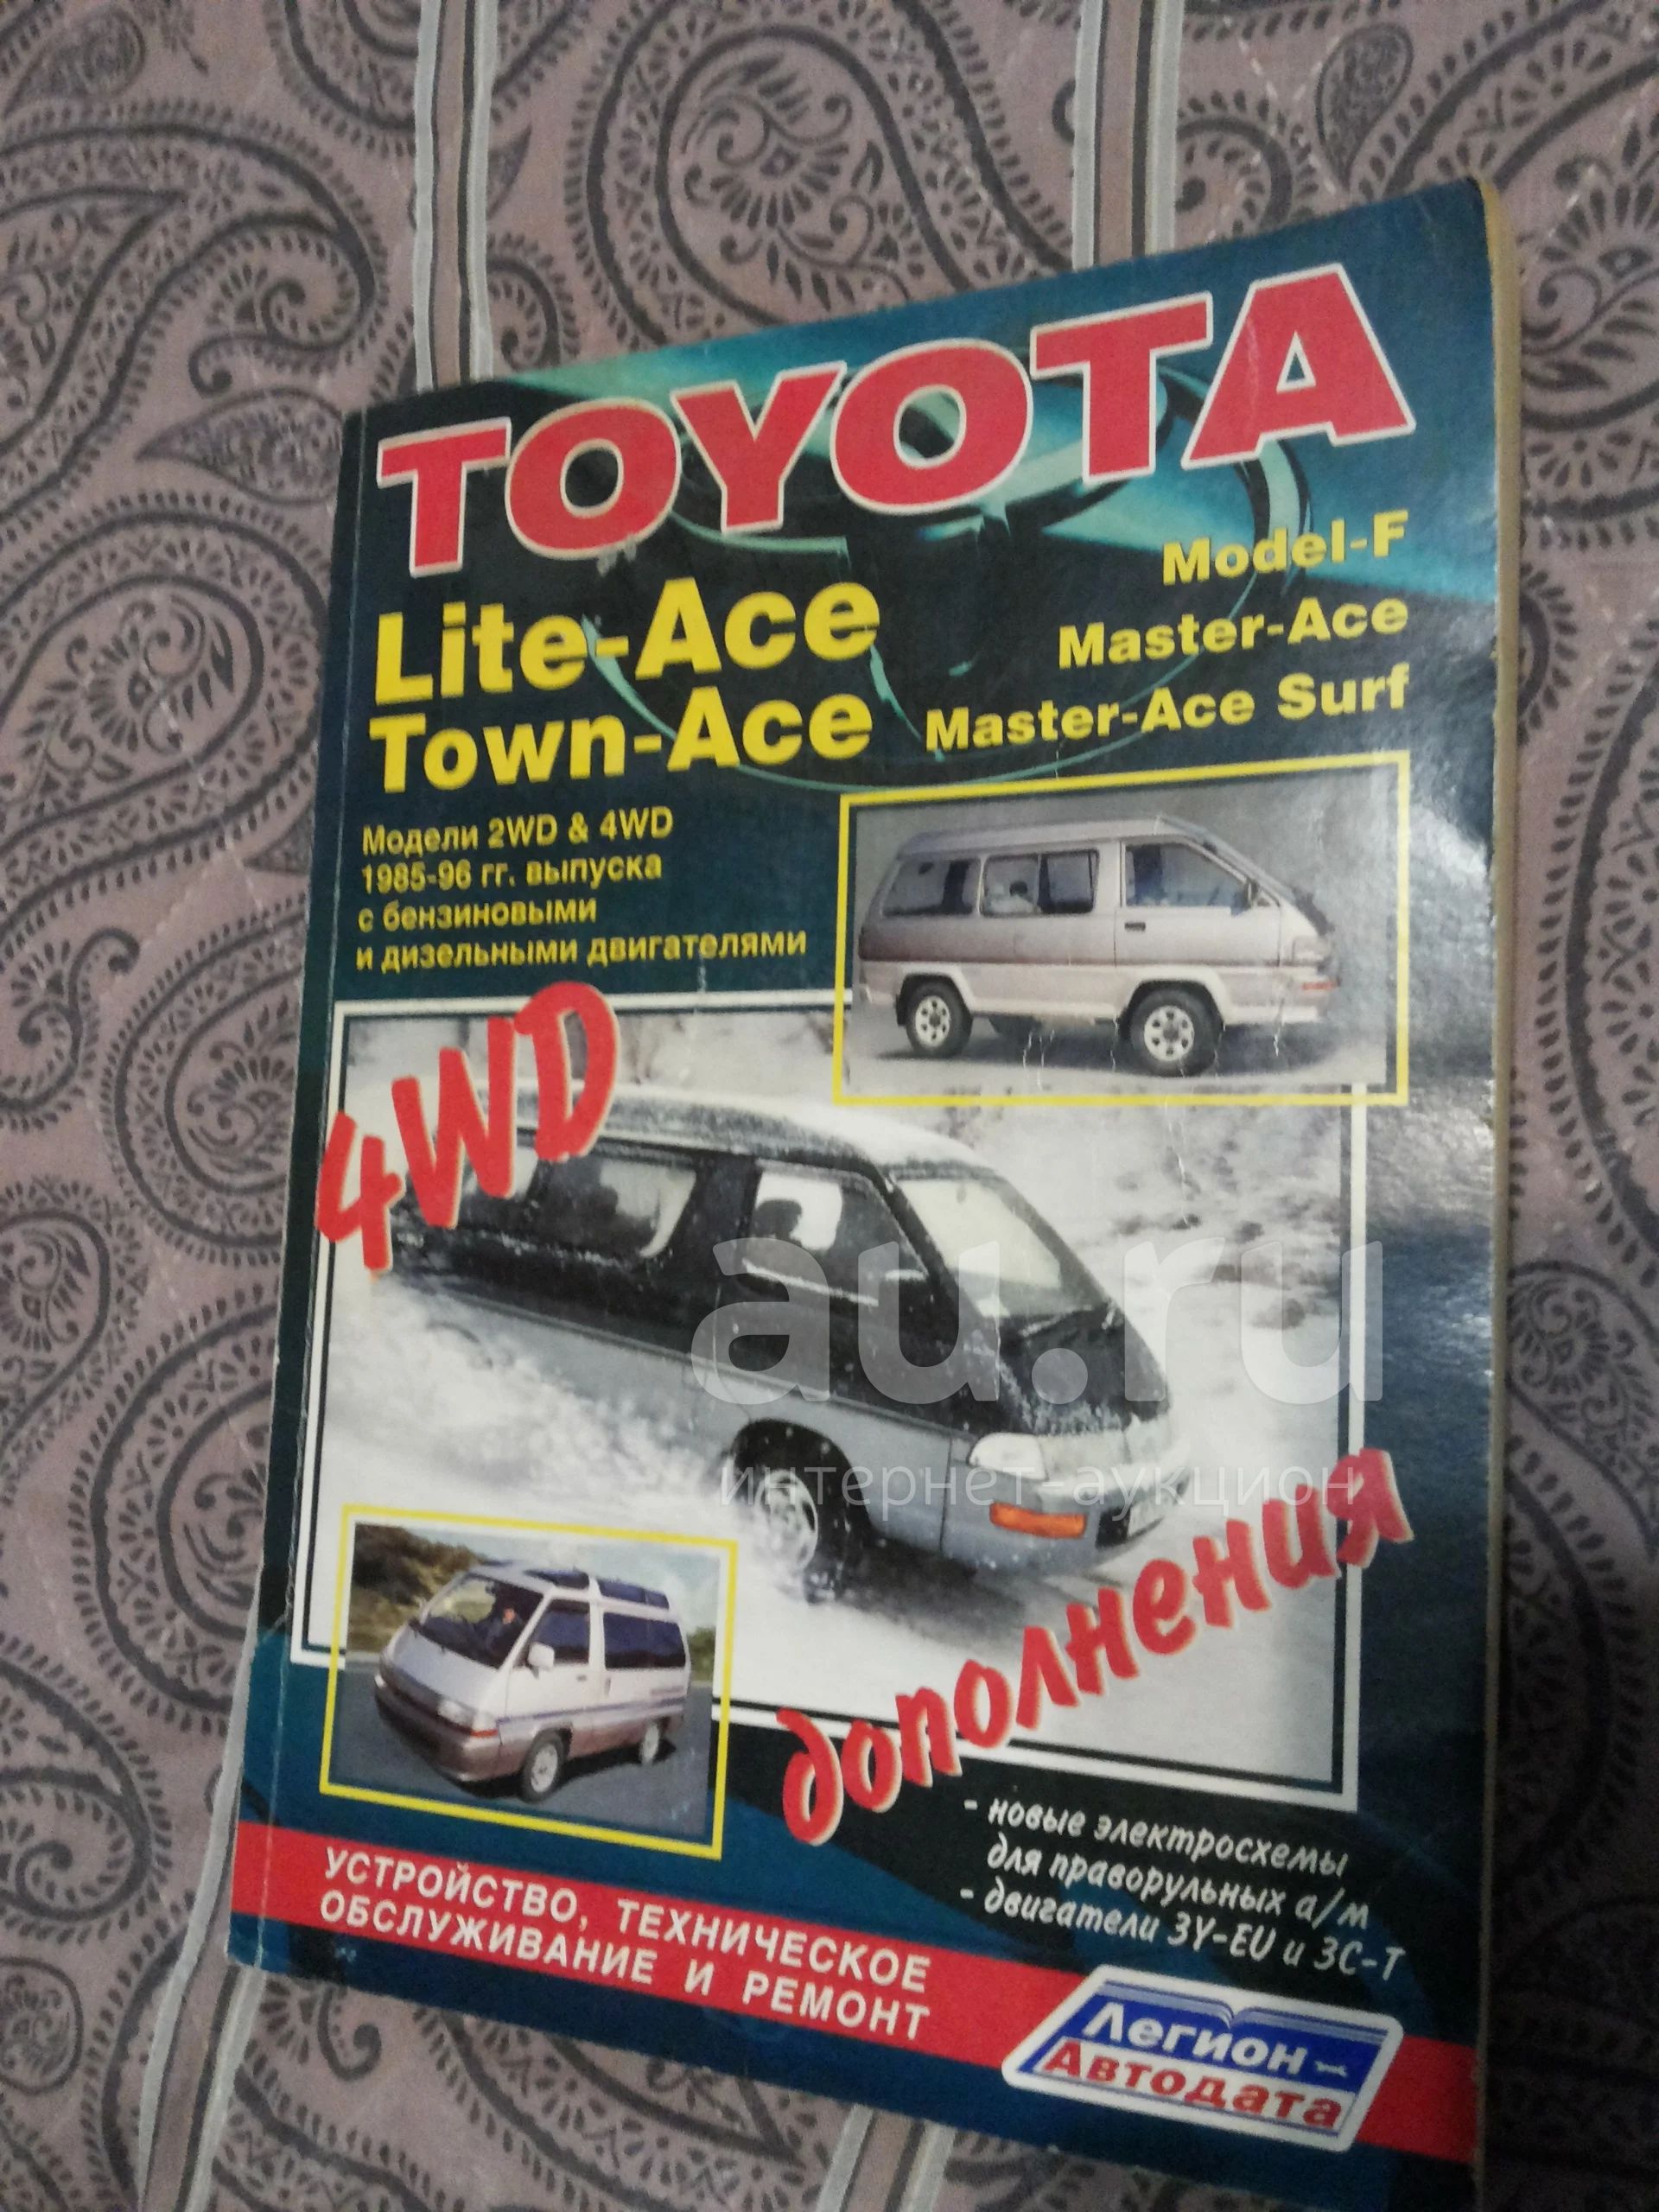 TOYOTA
Lite-Ace
Town-Ace
Model-F
Master-Ace
Master-Ace Surf
Модели 2WD & 4WD
1985-96 гг. выпуска
с бензиновыми
и дизельными двигателями
4WD
au.ru
интернет-аукцион
дополнения
- новые электросхемы
для праворульных а/м
- двигатели 3Y-EU и 3C-T
УСТРОЙСТВО, ТЕХНИЧЕСКОЕ
ОБСЛУЖИВАНИЕ И РЕМОНТ
Легион-
Автодата